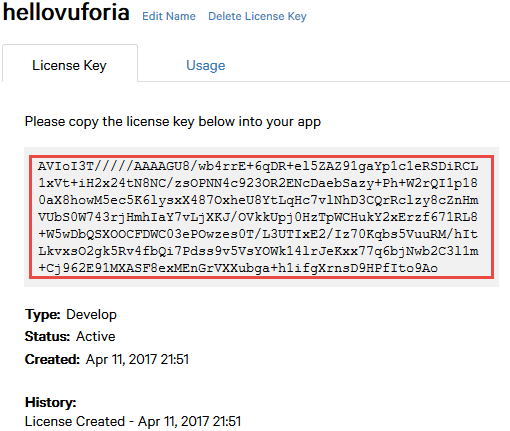 hellovuforia Edit Name Delete License Key
License Key Usage
Please copy the license key below into your app
AVIoI3T/////AAAAGU8/wb4rrE+6qDR+el5ZAZ91gaYp1c1eRSDiRCL
1xVt+iH2x24tN8NC/zsOPNN4c923OR2ENcDaebSazy+Ph+W2rQI1p18
0aX8howM5ec5K6lysxX487OxheU8YtLqHc7vlNhD3CQrRclzy8cZnHm
VUbS0W743rjHmhIaY7vLjXKJ/OVkkUpj0HzTpWCHukY2xErzf671RL8
+W5wDbQSXOOCFDWC03ePOwzes0T/L3UTIxE2/Iz70Kqbs5VuuRM/hIt
LkvxsO2gk5Rv4fbQi7Pdss9v5VsYOWk14lrJeKxx77q6bjNwb2C3l1m
+Cj962E91MXASF8exMEnGrVXXubga+h1ifgXrnsD9HPfIto9Ao
Type: Develop
Status: Active
Created: Apr 11, 2017 21:51
History:
License Created - Apr 11, 2017 21:51